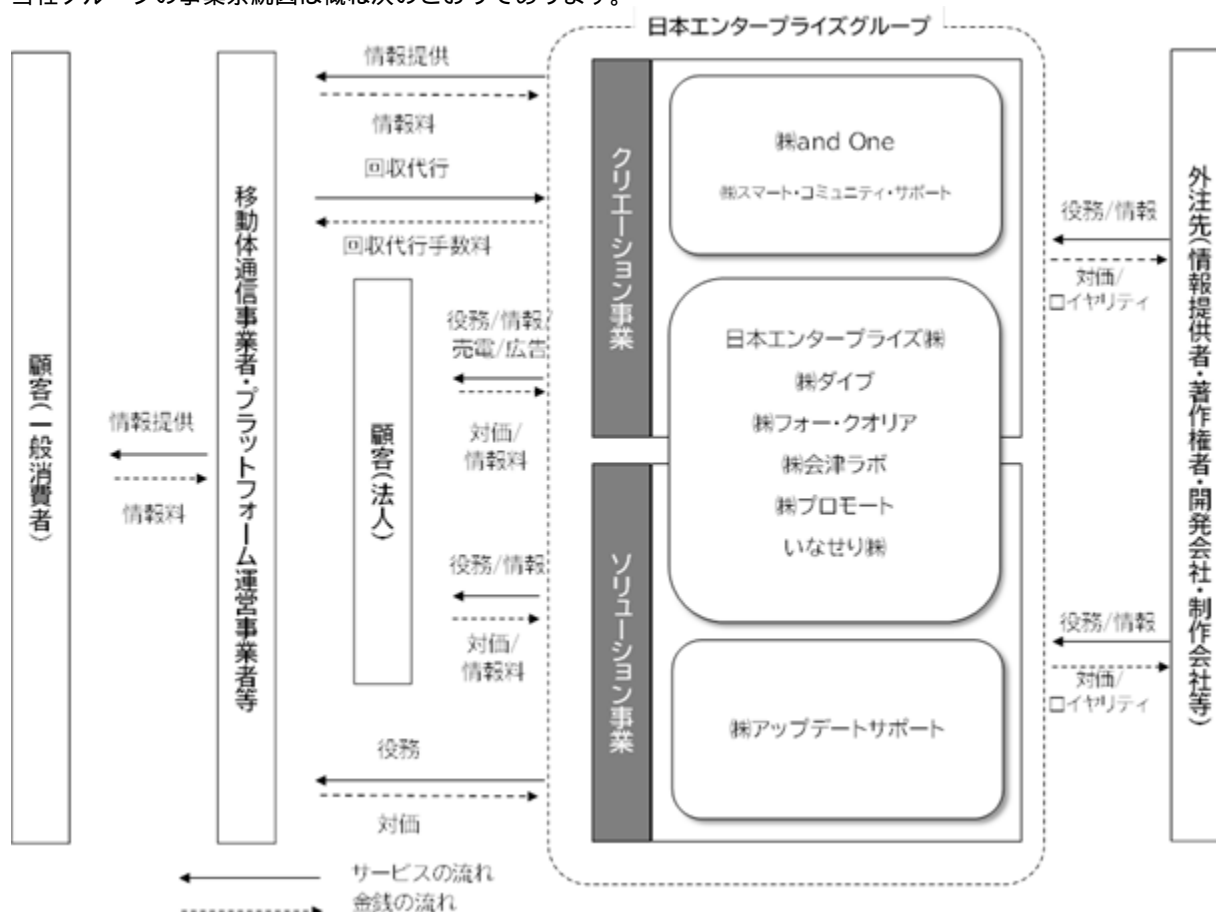 当社グループの事業系統図は概ね次のとおりであります。
日本エンタープライズグループ
顧客(一般消費者)
情報提供
情報料
移動体通信事業者・プラットフォーム運営事業者等
情報提供
情報料
回収代行
回収代行手数料
顧客(法人)
役務/情報/
売電/広告
対価/
情報料
役務/情報
対価/
情報料
役務
対価
クリエーション事業
㈱and One
㈱スマート・コミュニティ・サポート
日本エンタープライズ㈱
㈱ダイブ
㈱フォー・クオリア
㈱会津ラボ
㈱プロモート
いなせり㈱
ソリューション事業
㈱アップデートサポート
役務/情報
対価/
ロイヤリティ
役務/情報
対価/
ロイヤリティ
外注先(情報提供者・著作権者・開発会社・制作会社等)
サービスの流れ
金銭の流れ